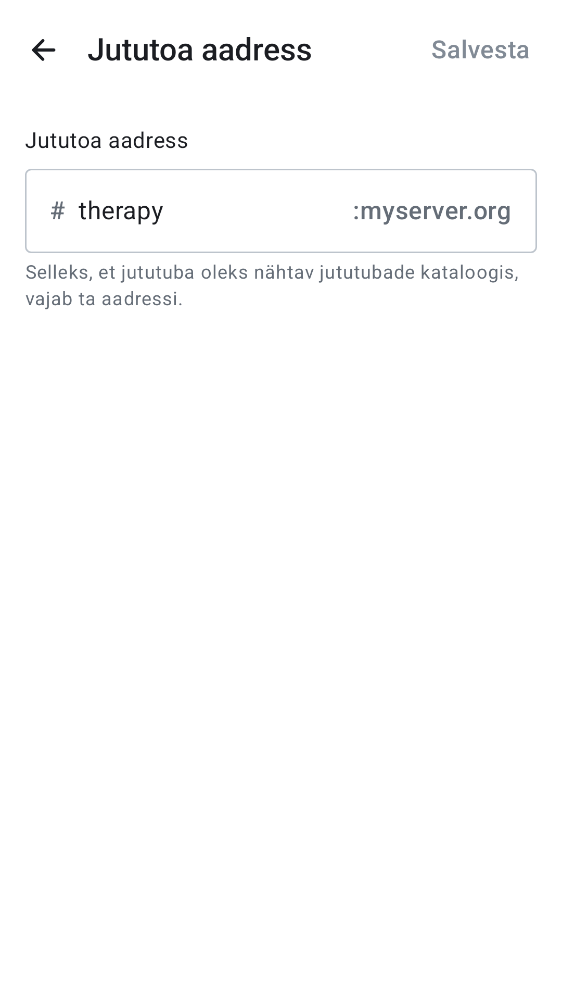 Jututoa aadress
Salvesta
Jututoa aadress
# therapy :myserver.org
Selleks, et jututuba oleks nähtav jututubade kataloogis,
vajab ta aadressi.